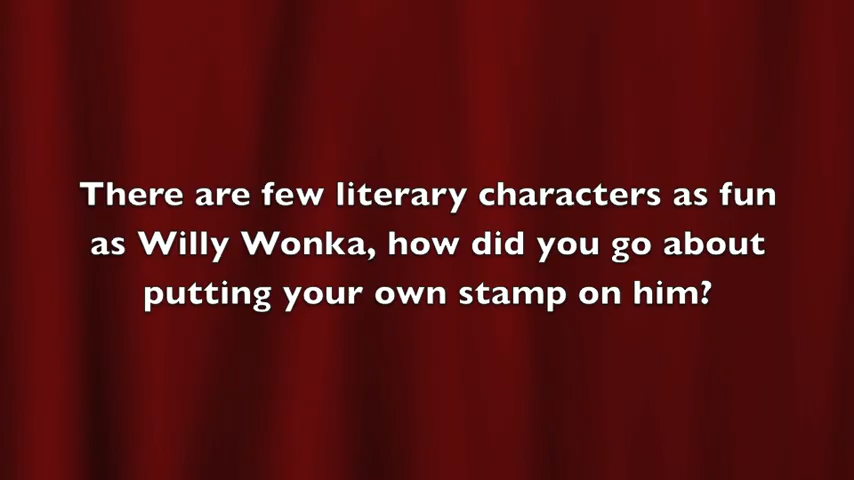 There are few literary characters as fun
as Willy Wonka, how did you go about
putting your own stamp on him?